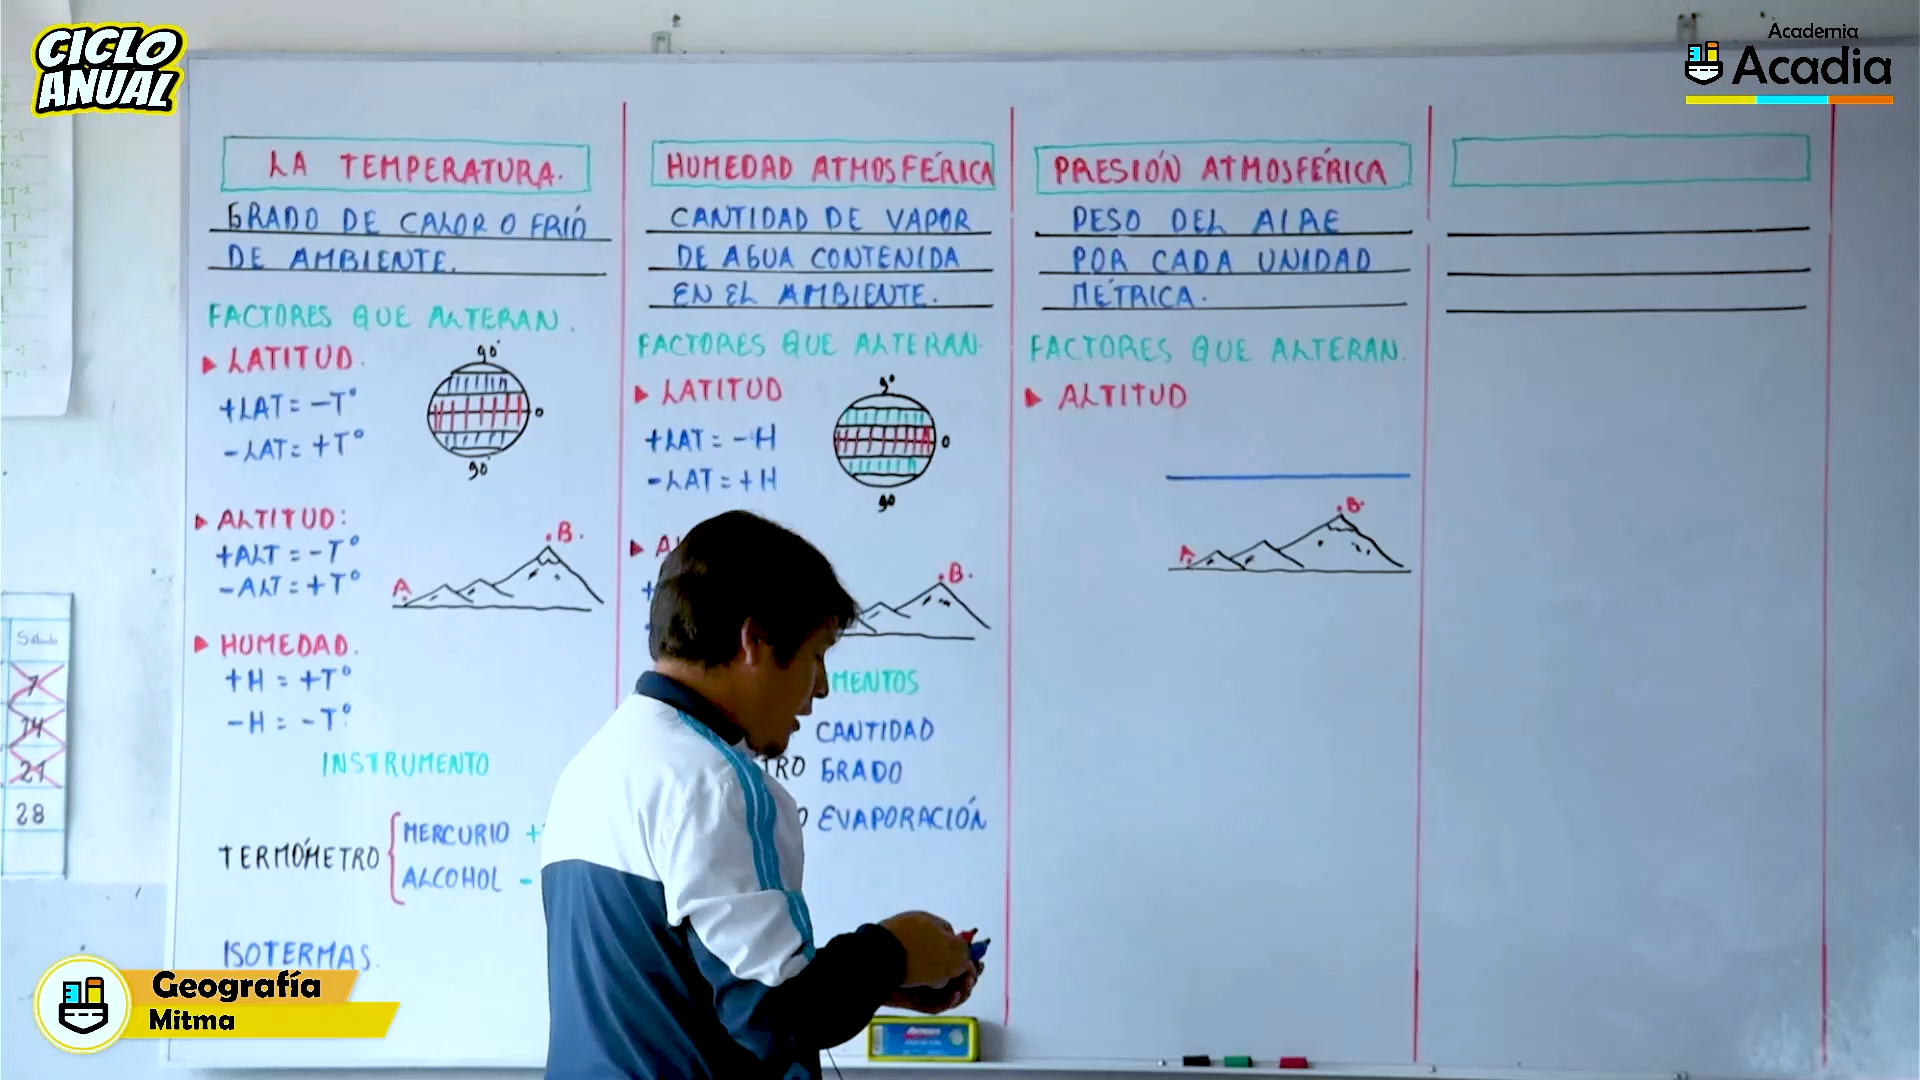 CICLO
ANUAL
Academia
Acadia
LA TEMPERATURA.
GRADO DE CALOR O FRIÓ
DE AMBIENTE.
FACTORES QUE ALTERAN.
LATITUD.
+LAT = -T°
-LAT = +T°
90°
0
90°
ALTITUD:
+ALT = -T°
-ALT = +T°
A
B.
HUMEDAD.
+H = +T°
-H = -T°
INSTRUMENTO
TERMÓMETRO
MERCURIO +
ALCOHOL -
ISOTERMAS.
HUMEDAD ATMOSFÉRICA
CANTIDAD DE VAPOR
DE AGUA CONTENIDA
EN EL AMBIENTE.
FACTORES QUE ALTERAN.
LATITUD
+LAT = -H
-LAT = +H
0
90
B.
MENTOS
CANTIDAD
TRO GRADO
O EVAPORACIÓN
PRESIÓN ATMOSFÉRICA
PESO DEL AIRE
POR CADA UNIDAD
MÉTRICA.
FACTORES QUE ALTERAN.
ALTITUD
A
B.
Sábado
7
14
21
28
Geografía
Mitma